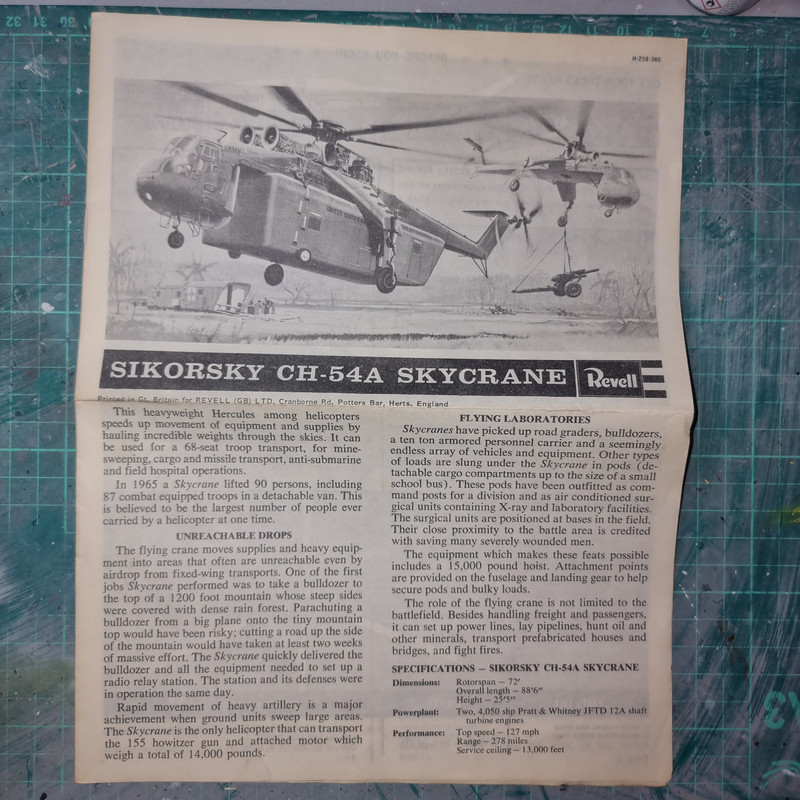 H-258-300
SIKORSKY CH-54A SKYCRANE
Revell
Printed in Gt. Britain for REVELL (GB) LTD, Cranborne Rd, Potters Bar, Herts, England
This heavyweight Hercules among helicopters
speeds up movement of equipment and supplies by
hauling incredible weights through the skies. It can
be used for a 68-seat troop transport, for mine-
sweeping, cargo and missile transport, anti-submarine
and field hospital operations.
In 1965 a Skycrane lifted 90 persons, including
87 combat equipped troops in a detachable van. This
is believed to be the largest number of people ever
carried by a helicopter at one time.
UNREACHABLE DROPS
The flying crane moves supplies and heavy equip-
ment into areas that often are unreachable even by
airdrop from fixed-wing transports. One of the first
jobs Skycrane performed was to take a bulldozer to
the top of a 1200 foot mountain whose steep sides
were covered with dense rain forest. Parachuting a
bulldozer from a big plane onto the tiny mountain
top would have been risky; cutting a road up the side
of the mountain would have taken at least two weeks
of massive effort. The Skycrane quickly delivered the
bulldozer and all the equipment needed to set up a
radio relay station. The station and its defenses were
in operation the same day.
Rapid movement of heavy artillery is a major
achievement when ground units sweep large areas.
The Skycrane is the only helicopter that can transport
the 155 howitzer gun and attached motor which
weigh a total of 14,000 pounds.
FLYING LABORATORIES
Skycranes have picked up road graders, bulldozers,
a ten ton armored personnel carrier and a seemingly
endless array of vehicles and equipment. Other types
of loads are slung under the Skycrane in pods (de-
tachable cargo compartments up to the size of a small
school bus). These pods have been outfitted as com-
mand posts for a division and as air conditioned sur-
gical units containing X-ray and laboratory facilities.
The surgical units are positioned at bases in the field.
Their close proximity to the battle area is credited
with saving many severely wounded men.
The equipment which makes these feats possible
includes a 15,000 pound hoist. Attachment points
are provided on the fuselage and landing gear to help
secure pods and bulky loads.
The role of the flying crane is not limited to the
battlefield. Besides handling freight and passengers,
it can set up power lines, lay pipelines, hunt oil and
other minerals, transport prefabricated houses and
bridges, and fight fires.
SPECIFICATIONS – SIKORSKY CH-54A SKYCRANE
Dimensions: Rotorspan – 72'
Overall length – 88'6"
Height – 25'5"
Powerplant: Two, 4,050 shp Pratt & Whitney JFTD 12A shaft
turbine engines
Performance: Top speed – 127 mph
Range – 278 miles
Service ceiling – 13,000 feet